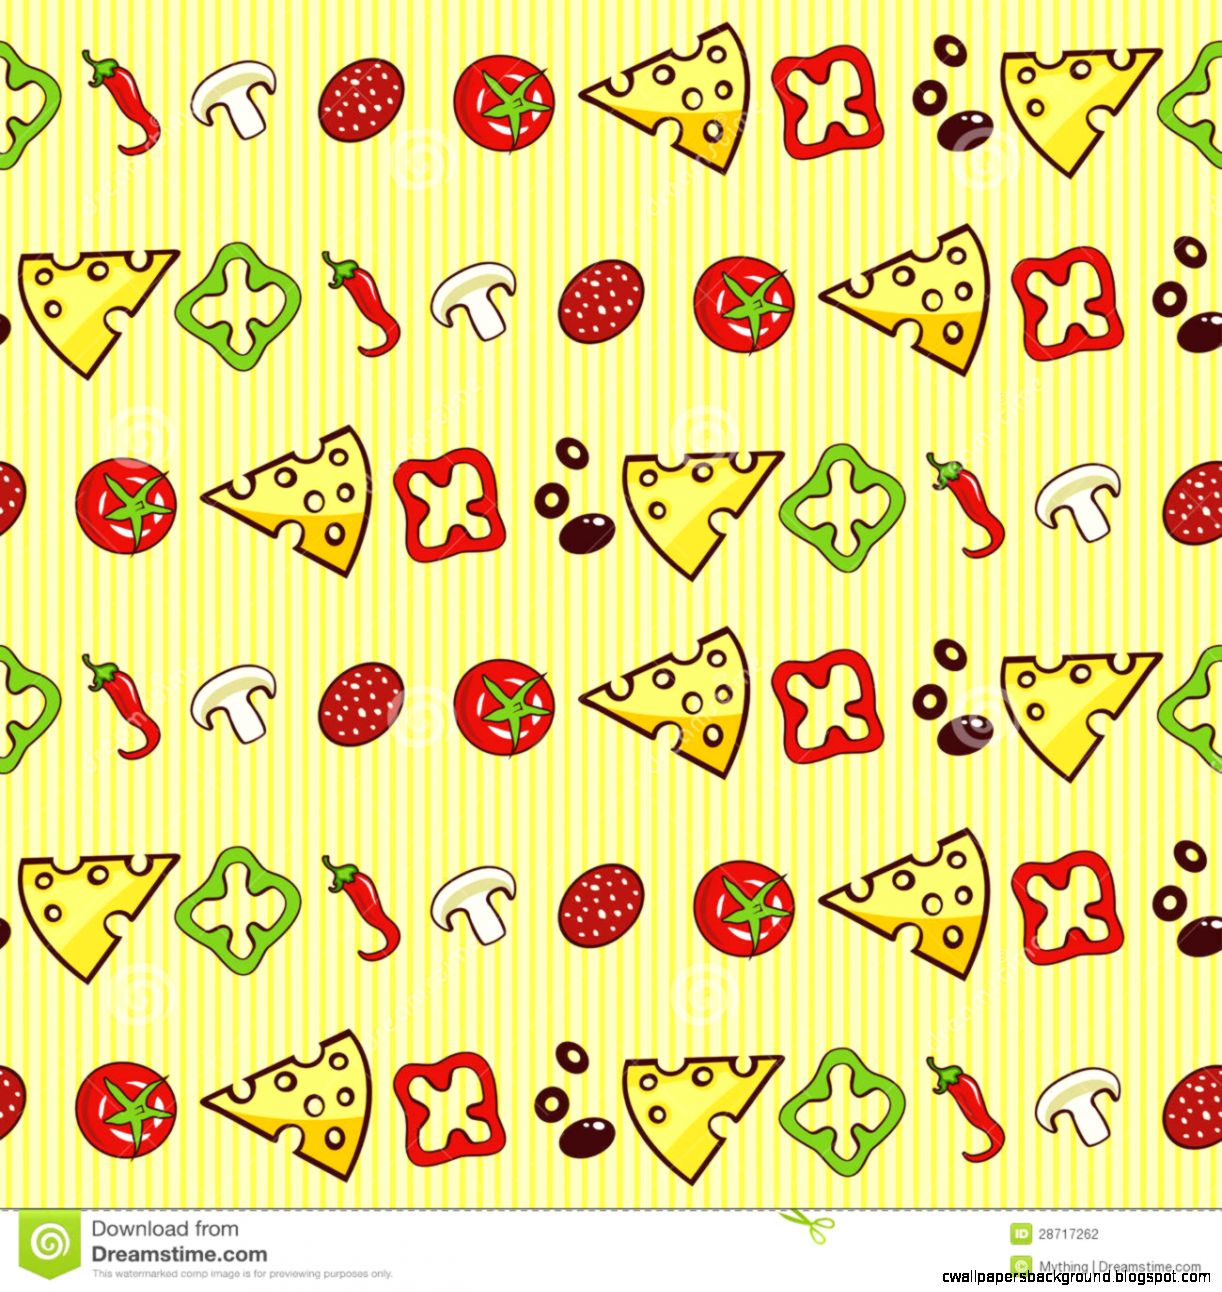 Download from
Dreamstime.com
This watermarked comp image is for previewing purposes only.
ID 28717262
Mything | Dreamstime.com
cwallpapersbackground.blogspot.com